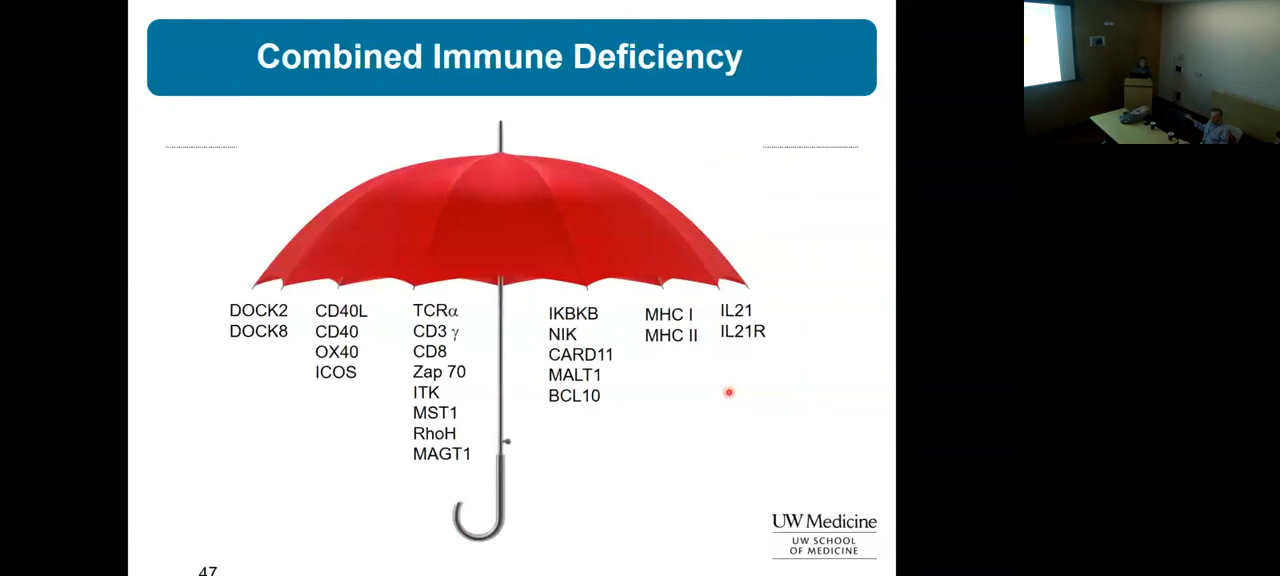 Combined Immune Deficiency
DOCK2
DOCK8
CD40L
CD40
OX40
ICOS
TCRα
CD3 γ
CD8
Zap 70
ITK
MST1
RhoH
MAGT1
IKBKB
NIK
CARD11
MALT1
BCL10
MHC I
MHC II
IL21
IL21R
UW Medicine
UW SCHOOL
OF MEDICINE
47